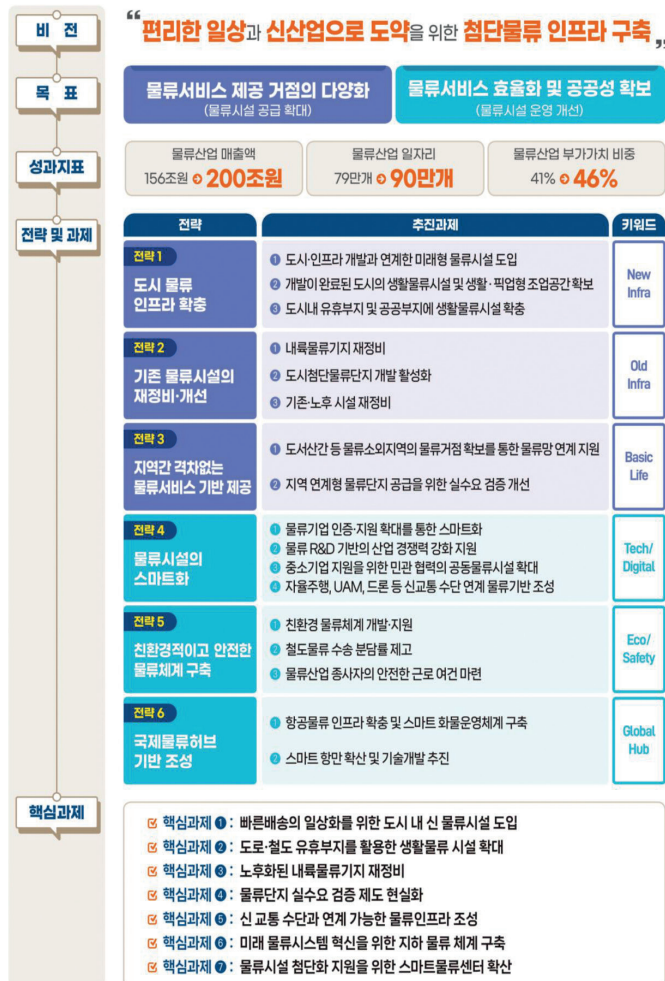 비 전
“편리한 일상과 신산업으로 도약을 위한 첨단물류 인프라 구축„
목 표
물류서비스 제공 거점의 다양화
(물류시설 공급 확대)
물류서비스 효율화 및 공공성 확보
(물류시설 운영 개선)
성과지표
물류산업 매출액
156조원 ➲ 200조원
물류산업 일자리
79만개 ➲ 90만개
물류산업 부가가치 비중
41% ➲ 46%
전략 및 과제
전략
추진과제
키워드
전략 1
도시 물류
인프라 확충
❶ 도시·인프라 개발과 연계한 미래형 물류시설 도입
❷ 개발이 완료된 도시의 생활물류시설 및 생활·픽업형 조업공간 확보
❸ 도시내 유휴부지 및 공공부지에 생활물류시설 확충
New
Infra
전략 2
기존 물류시설의
재정비·개선
❶ 내륙물류기지 재정비
❷ 도시첨단물류단지 개발 활성화
❸ 기존·노후 시설 재정비
Old
Infra
전략 3
지역간 격차없는
물류서비스 기반 제공
❶ 도서산간 등 물류소외지역의 물류거점 확보를 통한 물류망 연계 지원
❷ 지역 연계형 물류단지 공급을 위한 실수요 검증 개선
Basic
Life
전략 4
물류시설의
스마트화
❶ 물류기업 인증·지원 확대를 통한 스마트화
❷ 물류 R&D 기반의 산업 경쟁력 강화 지원
❸ 중소기업 지원을 위한 민관 협력의 공동물류시설 확대
❹ 자율주행, UAM, 드론 등 신교통 수단 연계 물류기반 조성
Tech/
Digital
전략 5
친환경적이고 안전한
물류체계 구축
❶ 친환경 물류체계 개발·지원
❷ 철도물류 수송 분담률 제고
❸ 물류산업 종사자의 안전한 근로 여건 마련
Eco/
Safety
전략 6
국제물류허브
기반 조성
❶ 항공물류 인프라 확충 및 스마트 화물운영체계 구축
❷ 스마트 항만 확산 및 기술개발 추진
Global
Hub
핵심과제
핵심과제 ❶ : 빠른배송의 일상화를 위한 도시 내 신 물류시설 도입
핵심과제 ❷ : 도로·철도 유휴부지를 활용한 생활물류 시설 확대
핵심과제 ❸ : 노후화된 내륙물류기지 재정비
핵심과제 ❹ : 물류단지 실수요 검증 제도 현실화
핵심과제 ❺ : 신 교통 수단과 연계 가능한 물류인프라 조성
핵심과제 ❻ : 미래 물류시스템 혁신을 위한 지하 물류 체계 구축
핵심과제 ❼ : 물류시설 첨단화 지원을 위한 스마트물류센터 확산